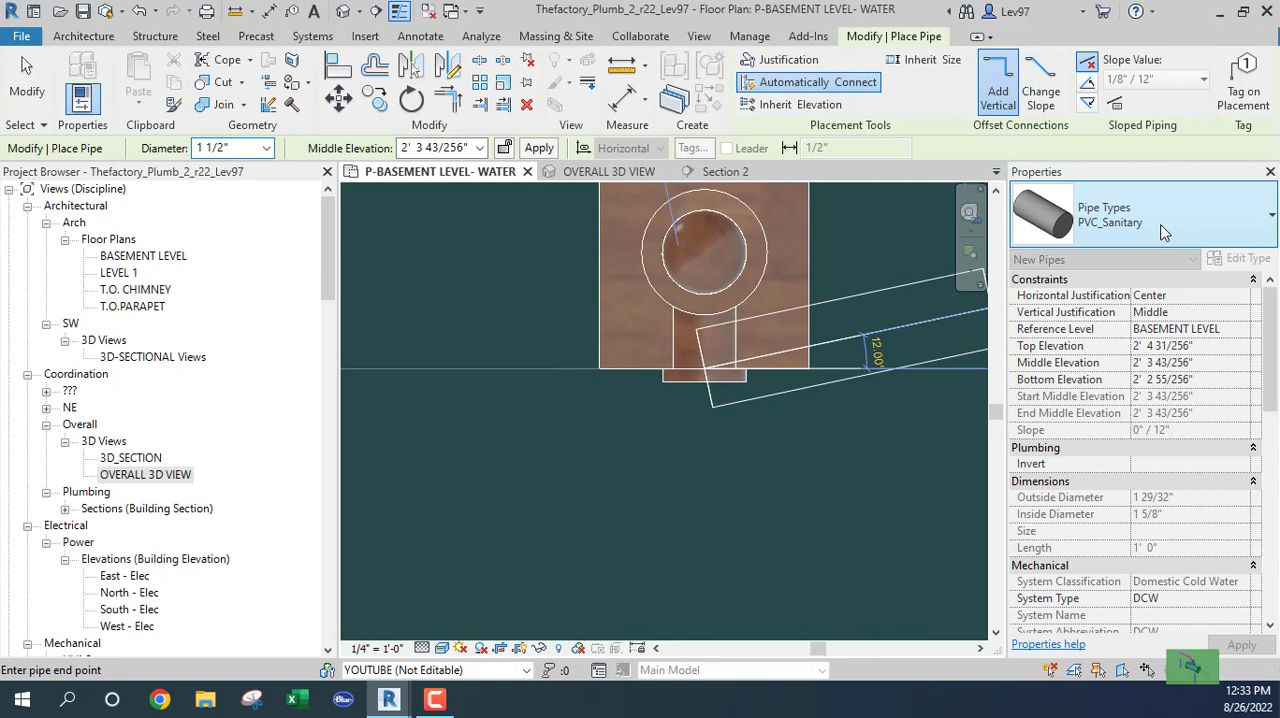 Thefactory_Plumb_2_r22_Lev97 - Floor Plan: P-BASEMENT LEVEL- WATER
Lev97
File Architecture Structure Steel Precast Systems Insert Annotate Analyze Massing & Site Collaborate View Manage Add-Ins Modify | Place Pipe
Modify
Properties
Paste
Cope
Cut
Join
Justification
Automatically Connect
Inherit Elevation
Inherit Size
Add Vertical
Change Slope
Slope Value:
1/8" / 12"
Tag on Placement
Select Properties Clipboard Geometry Modify View Measure Create Placement Tools Offset Connections Sloped Piping Tag
Modify | Place Pipe Diameter: 1 1/2" Middle Elevation: 2' 3 43/256" Apply Horizontal Tags... Leader 1/2"
Project Browser - Thefactory_Plumb_2_r22_Lev97
Views (Discipline)
Architectural
Arch
Floor Plans
BASEMENT LEVEL
LEVEL 1
T.O. CHIMNEY
T.O.PARAPET
SW
3D Views
3D-SECTIONAL Views
Coordination
???
NE
Overall
3D Views
3D_SECTION
OVERALL 3D VIEW
Plumbing
Sections (Building Section)
Electrical
Power
Elevations (Building Elevation)
East - Elec
North - Elec
South - Elec
West - Elec
Mechanical
P-BASEMENT LEVEL- WATER
OVERALL 3D VIEW
Section 2
12.00°
1/4" = 1'-0"
Properties
Pipe Types
PVC_Sanitary
New Pipes Edit Type
Constraints
Horizontal Justification Center
Vertical Justification Middle
Reference Level BASEMENT LEVEL
Top Elevation 2' 4 31/256"
Middle Elevation 2' 3 43/256"
Bottom Elevation 2' 2 55/256"
Start Middle Elevation 2' 3 43/256"
End Middle Elevation 2' 3 43/256"
Slope 0" / 12"
Plumbing
Invert
Dimensions
Outside Diameter 1 29/32"
Inside Diameter 1 5/8"
Size
Length 1' 0"
Mechanical
System Classification Domestic Cold Water
System Type DCW
System Name
System Abbreviation DCW
Properties help Apply
Enter pipe end point
YOUTUBE (Not Editable)
:0
Main Model
Blue
12:33 PM
8/26/2022